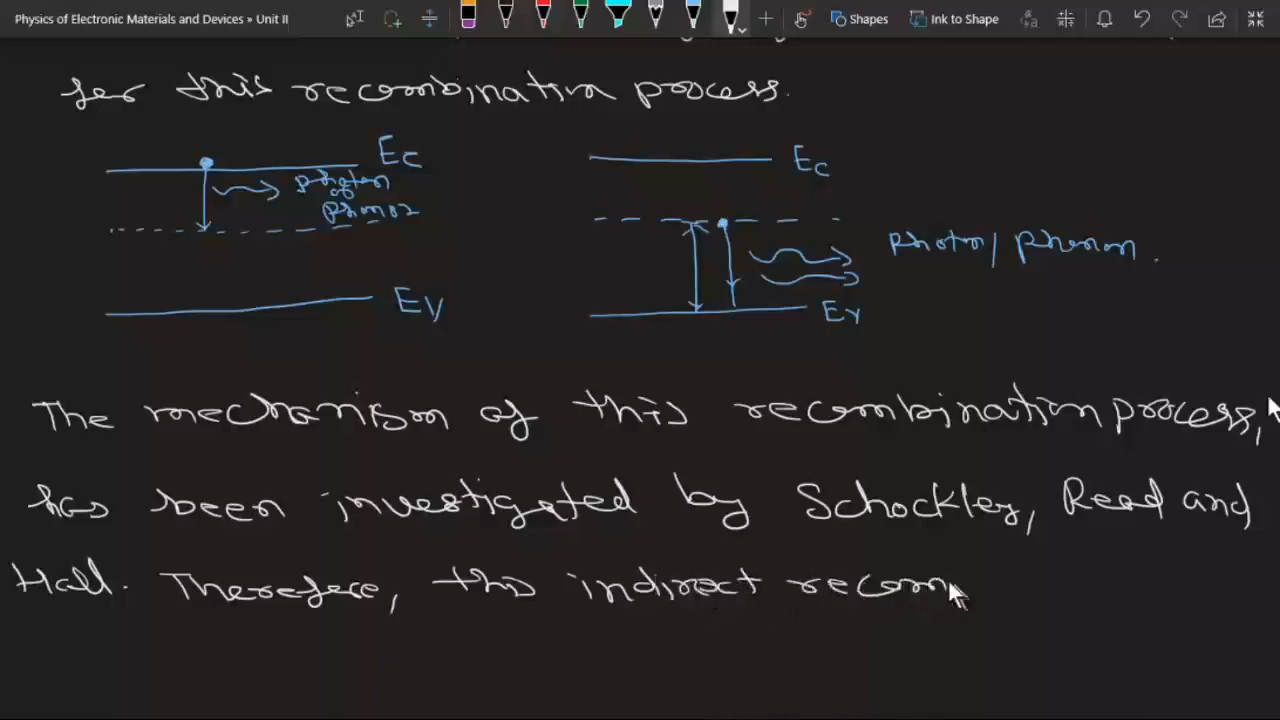 Physics of Electronic Materials and Devices » Unit II
Shapes
Ink to Shape
for this recombination process.
Ec
photon
or
phonon
Ev
Ec
photon/phonon.
Ev
The mechanism of this recombination process,
has been investigated by Schockley, Read and
Hall. Therefore, this indirect recom